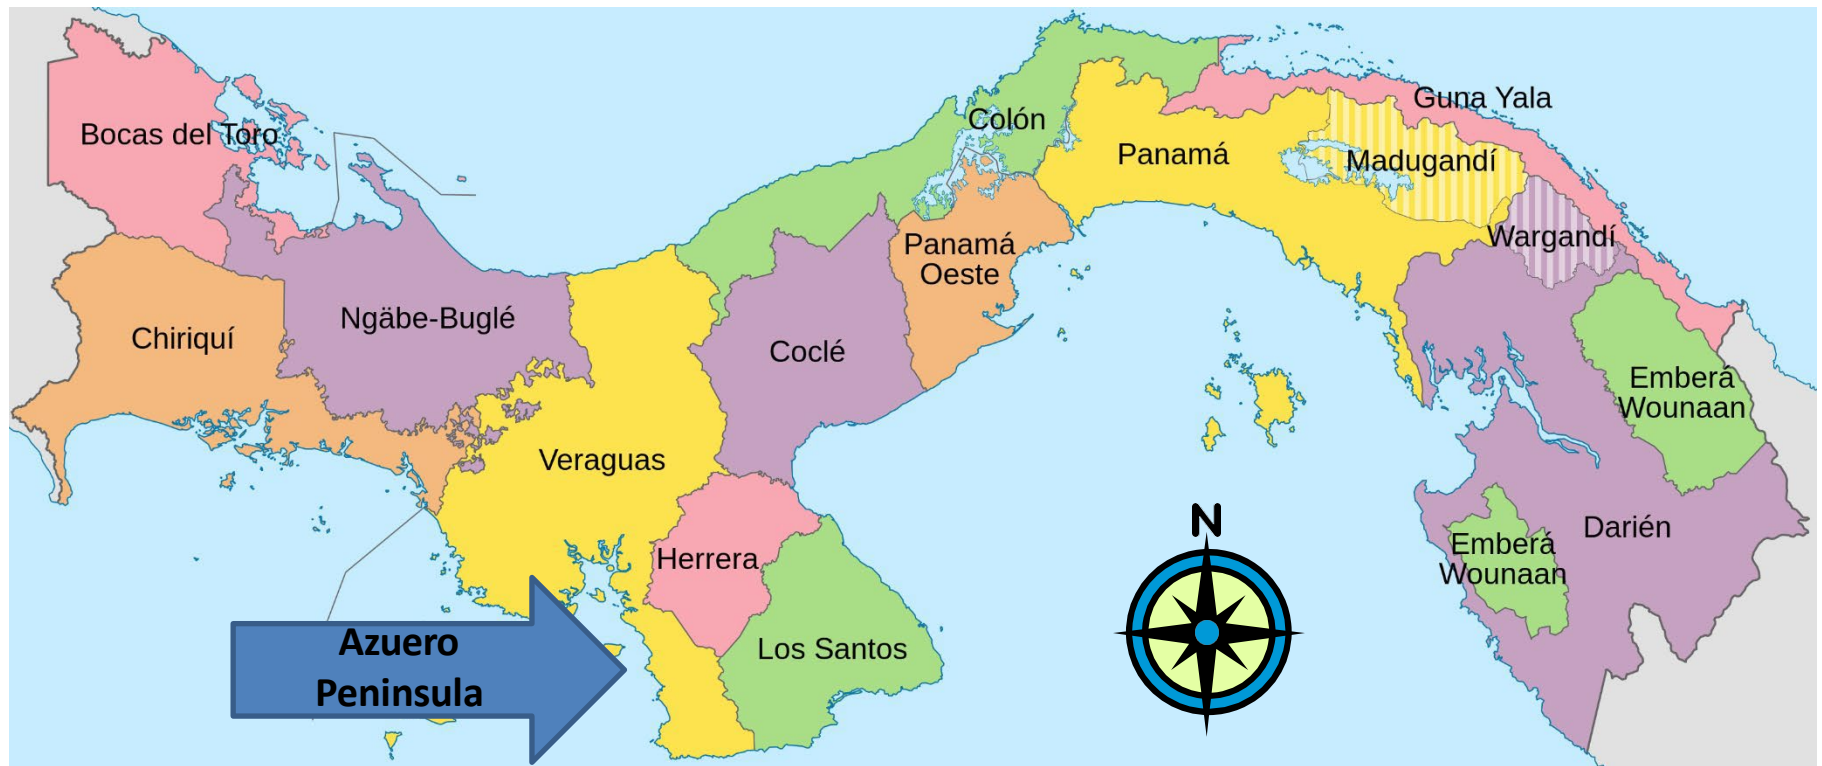 Bocas del Toro
Chiriquí
Ngäbe-Buglé
Veraguas
Coclé
Colón
Panamá
Oeste
Panamá
Guna Yala
Madugandí
Wargandí
Emberá
Wounaan
Darién
Emberá
Wounaan
Herrera
Los Santos
Azuero
Peninsula
N